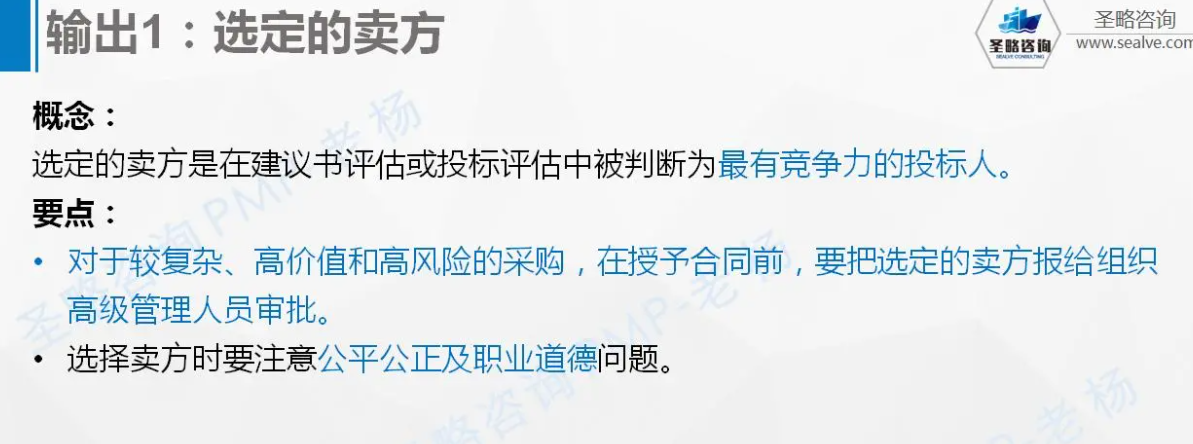 输出1：选定的卖方
圣略咨询
SEALVE CONSULTING
圣略咨询
www.sealve.com
概念：
选定的卖方是在建议书评估或投标评估中被判断为最有竞争力的投标人。
要点：
• 对于较复杂、高价值和高风险的采购，在授予合同前，要把选定的卖方报给组织
高级管理人员审批。
• 选择卖方时要注意公平公正及职业道德问题。
圣略咨询PMP-老杨
圣略咨询PMP-老杨
老杨